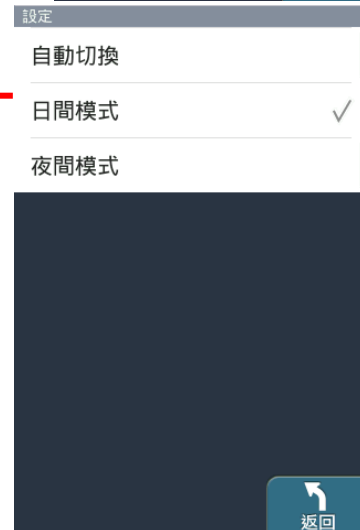 設定
自動切換
日間模式
夜間模式
返回